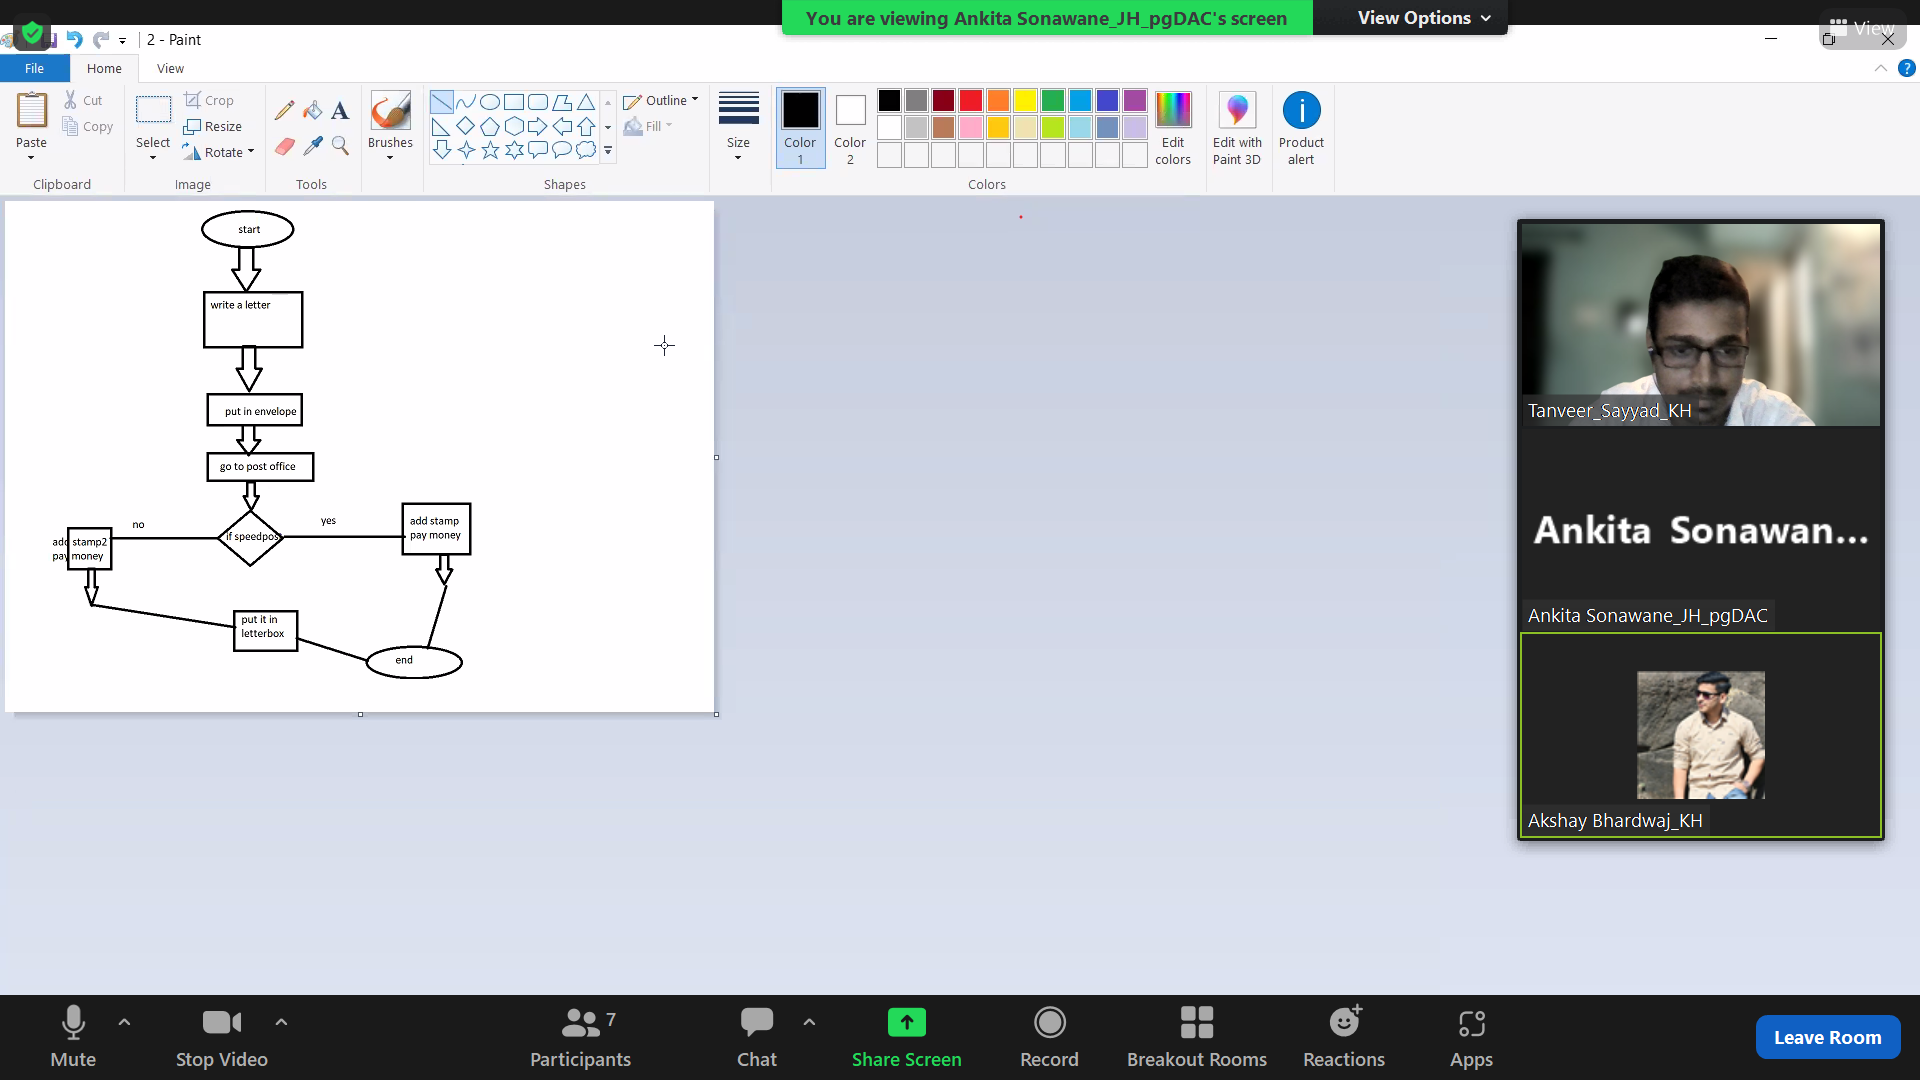 You are viewing Ankita Sonawane_JH_pgDAC's screen
View Options
View
2 - Paint
File
Home
View
Paste
Cut
Copy
Clipboard
Select
Crop
Resize
Rotate
Image
A
Tools
Brushes
Outline
Fill
Shapes
Size
Color
1
Color
2
Edit
colors
Colors
Edit with
Paint 3D
Product
alert
start
write a letter
put in envelope
go to post office
no
if speedpos
yes
add stamp
pay money
add stamp2
pay money
put it in
letterbox
end
Tanveer_Sayyad_KH
Ankita Sonawan...
Ankita Sonawane_JH_pgDAC
Akshay Bhardwaj_KH
Mute
Stop Video
Participants
7
Chat
Share Screen
Record
Breakout Rooms
Reactions
Apps
Leave Room